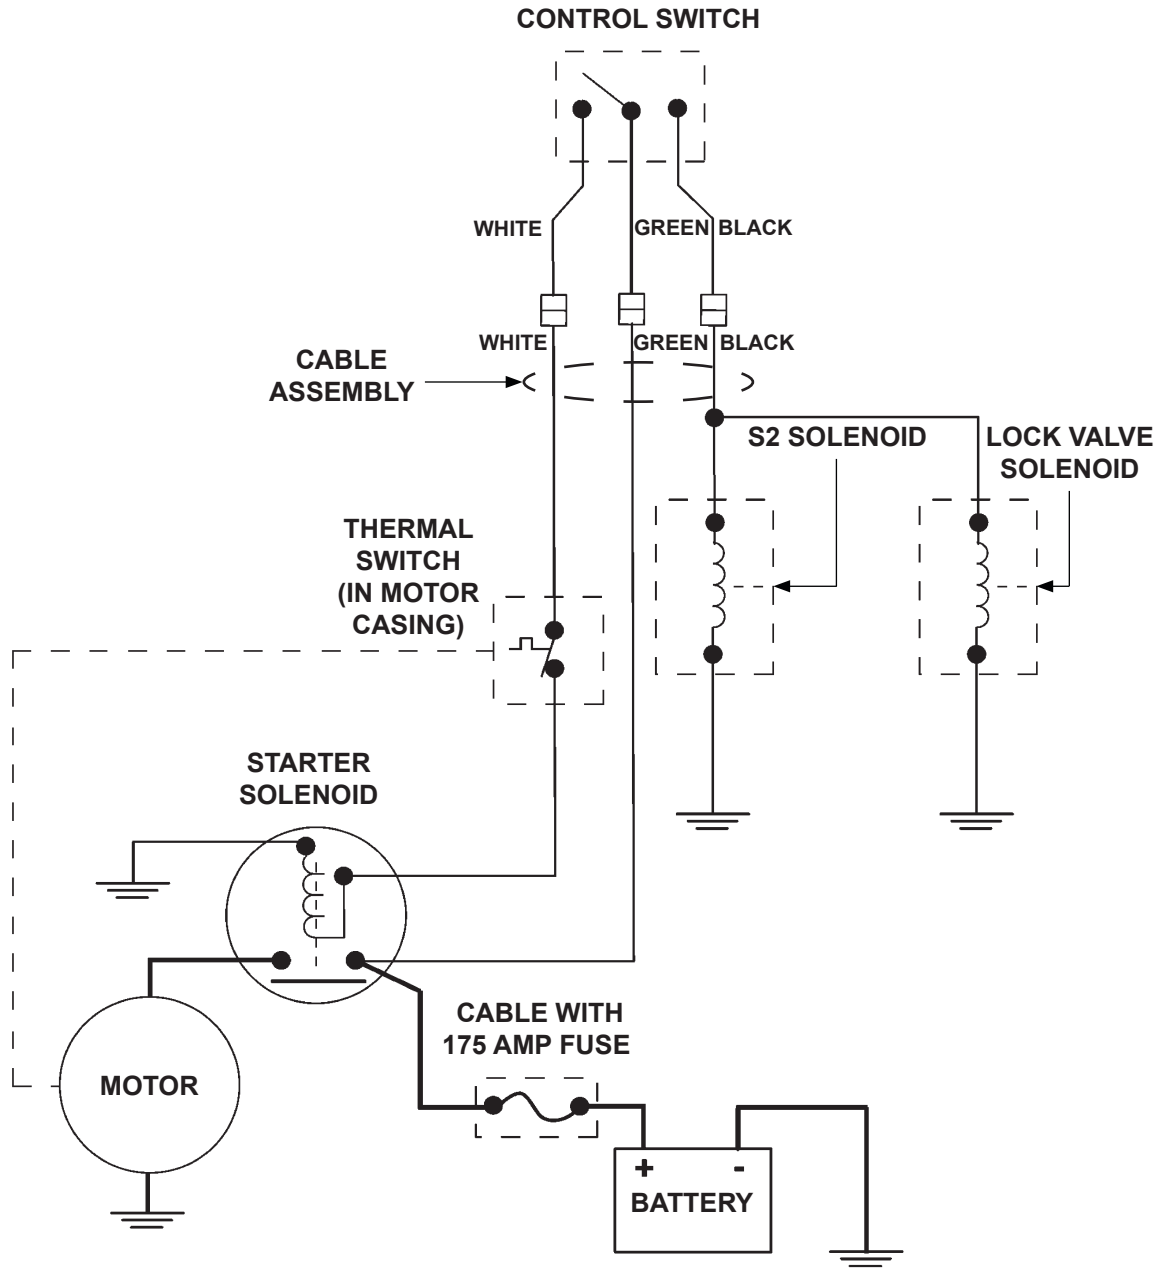 CONTROL SWITCH
WHITE
GREEN
BLACK
WHITE
GREEN
BLACK
CABLE
ASSEMBLY
S2 SOLENOID
LOCK VALVE
SOLENOID
THERMAL
SWITCH
(IN MOTOR
CASING)
STARTER
SOLENOID
CABLE WITH
175 AMP FUSE
MOTOR
+
-
BATTERY